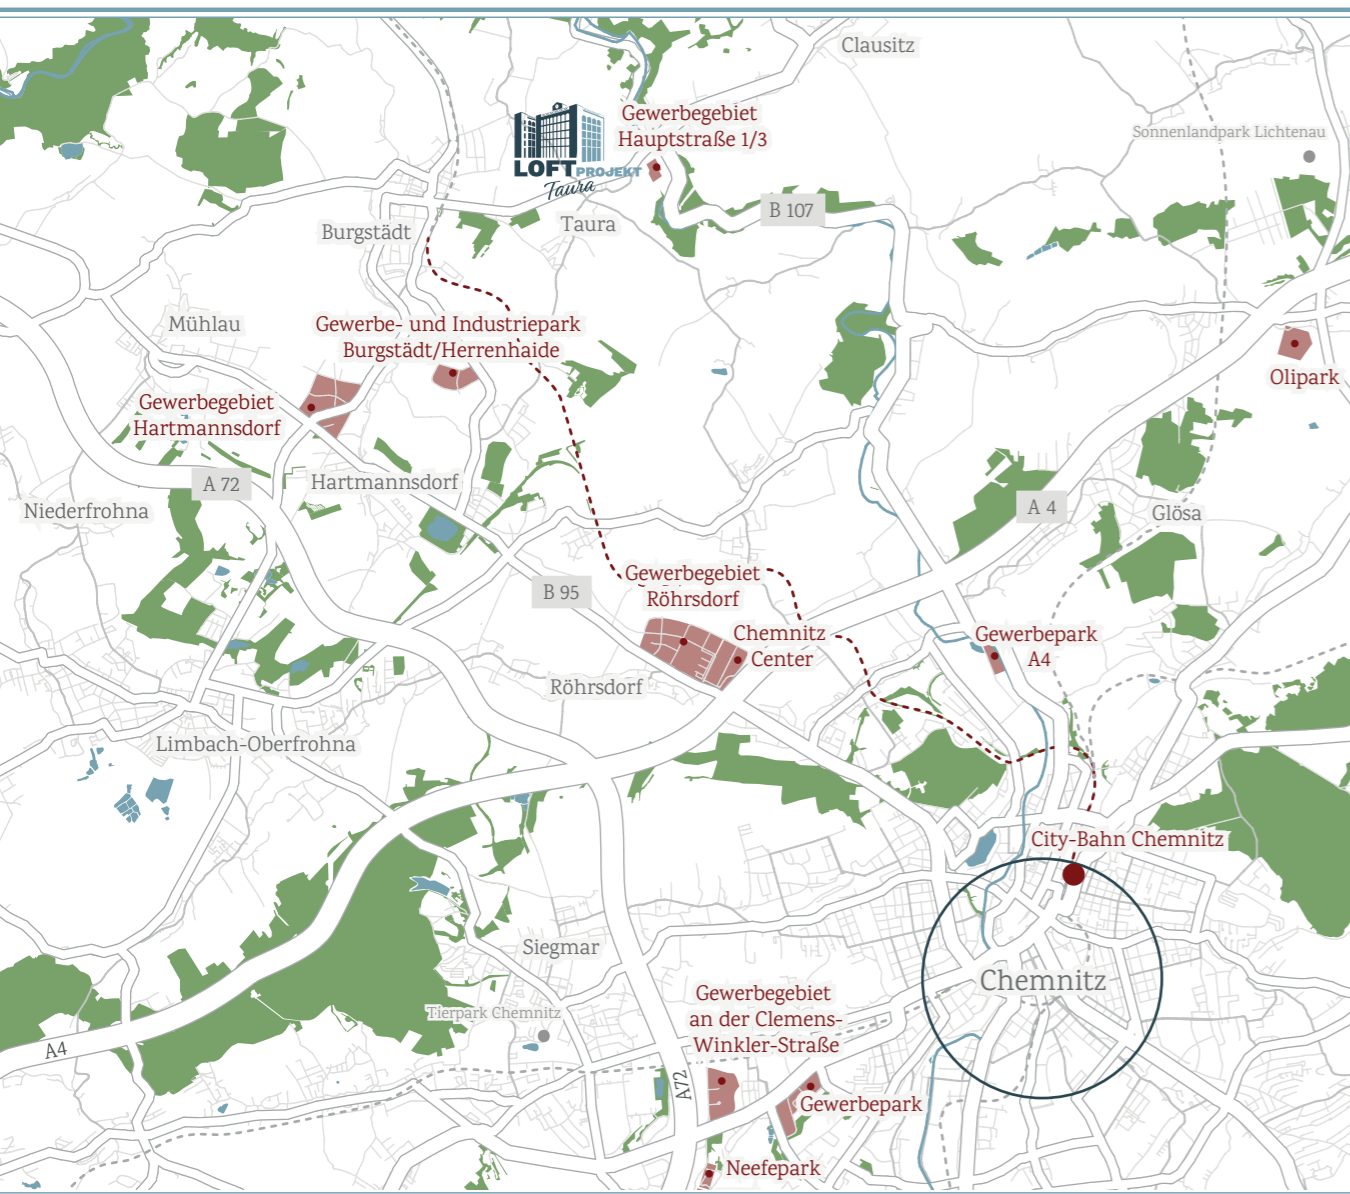 Clausitz
Gewerbegebiet
Hauptstraße 1/3
LOFT PROJEKT
Taura
Sonnenlandpark Lichtenau
B 107
Burgstädt
Taura
Mühlau
Gewerbe- und Industriepark
Burgstädt/Herrenhaide
Olipark
Gewerbegebiet
Hartmannsdorf
A 72
Hartmannsdorf
Niederfrohna
A 4
Glösa
B 95
Gewerbegebiet
Röhrsdorf
Chemnitz
Center
Gewerbepark
A4
Röhrsdorf
Limbach-Oberfrohna
City-Bahn Chemnitz
Siegmar
Chemnitz
Gewerbegebiet
an der Clemens-
Winkler-Straße
Tierpark Chemnitz
A4
A72
Gewerbepark
Neefepark